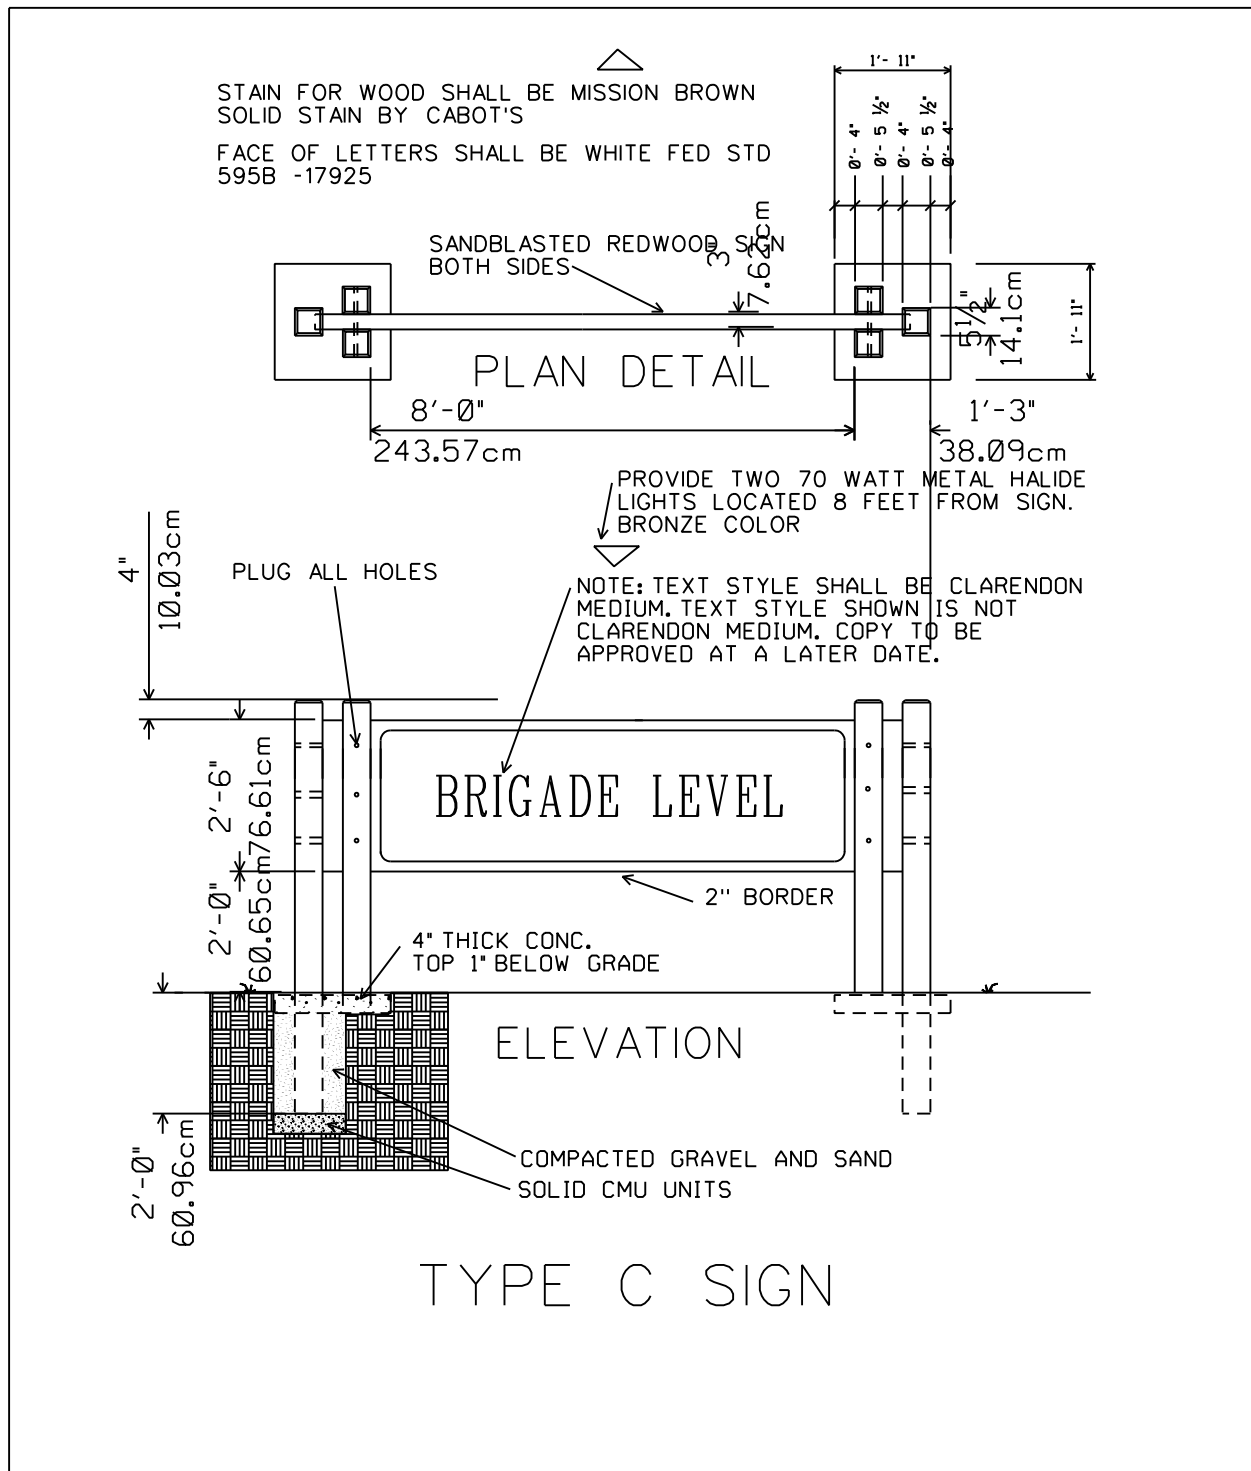 1'- 11"
STAIN FOR WOOD SHALL BE MISSION BROWN
SOLID STAIN BY CABOT'S
FACE OF LETTERS SHALL BE WHITE FED STD
595B -17925
0'- 4"
0'- 5 ½"
0'- 4"
0'- 5 ½"
0'- 4"
SANDBLASTED REDWOOD SIGN
BOTH SIDES
3"
7.62cm
5½"
14.1cm
1'- 11"
PLAN DETAIL
8'-0"
243.57cm
1'-3"
38.09cm
PROVIDE TWO 70 WATT METAL HALIDE
LIGHTS LOCATED 8 FEET FROM SIGN.
BRONZE COLOR
4"
10.03cm
PLUG ALL HOLES
NOTE: TEXT STYLE SHALL BE CLARENDON
MEDIUM. TEXT STYLE SHOWN IS NOT
CLARENDON MEDIUM. COPY TO BE
APPROVED AT A LATER DATE.
2'-6"
76.61cm
BRIGADE LEVEL
2'-0"
60.65cm
2'' BORDER
4" THICK CONC.
TOP 1" BELOW GRADE
ELEVATION
2'-0"
60.96cm
COMPACTED GRAVEL AND SAND
SOLID CMU UNITS
TYPE C SIGN